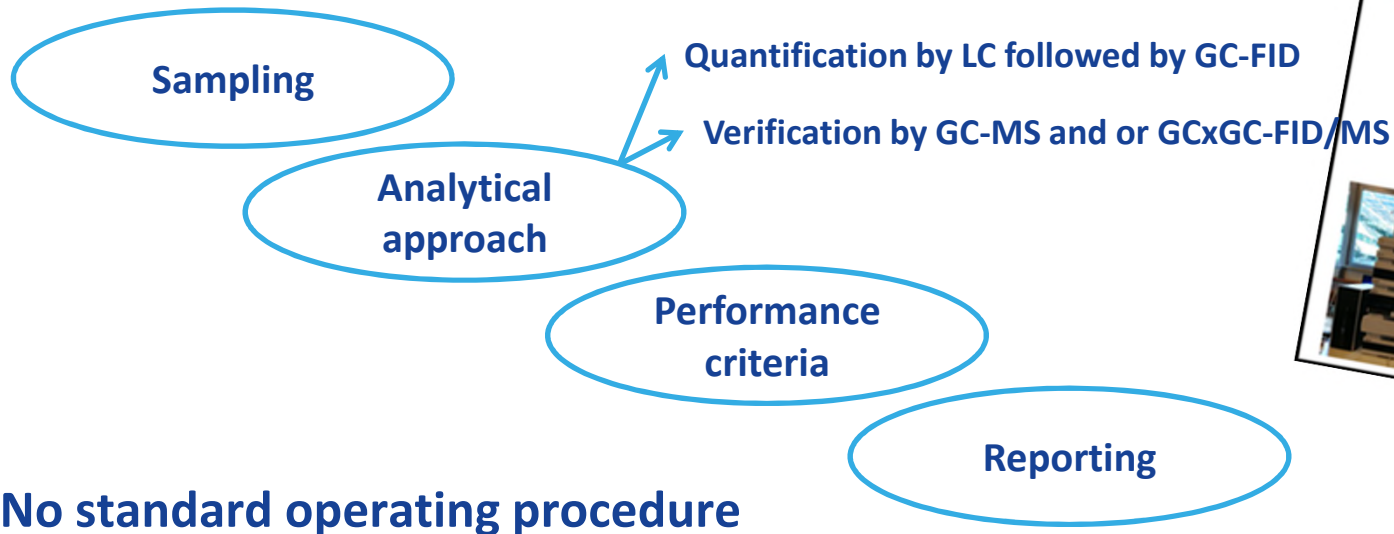 Sampling
Quantification by LC followed by GC-FID
Verification by GC-MS and or GCxGC-FID/MS
Analytical
approach
Performance
criteria
Reporting
No standard operating procedure